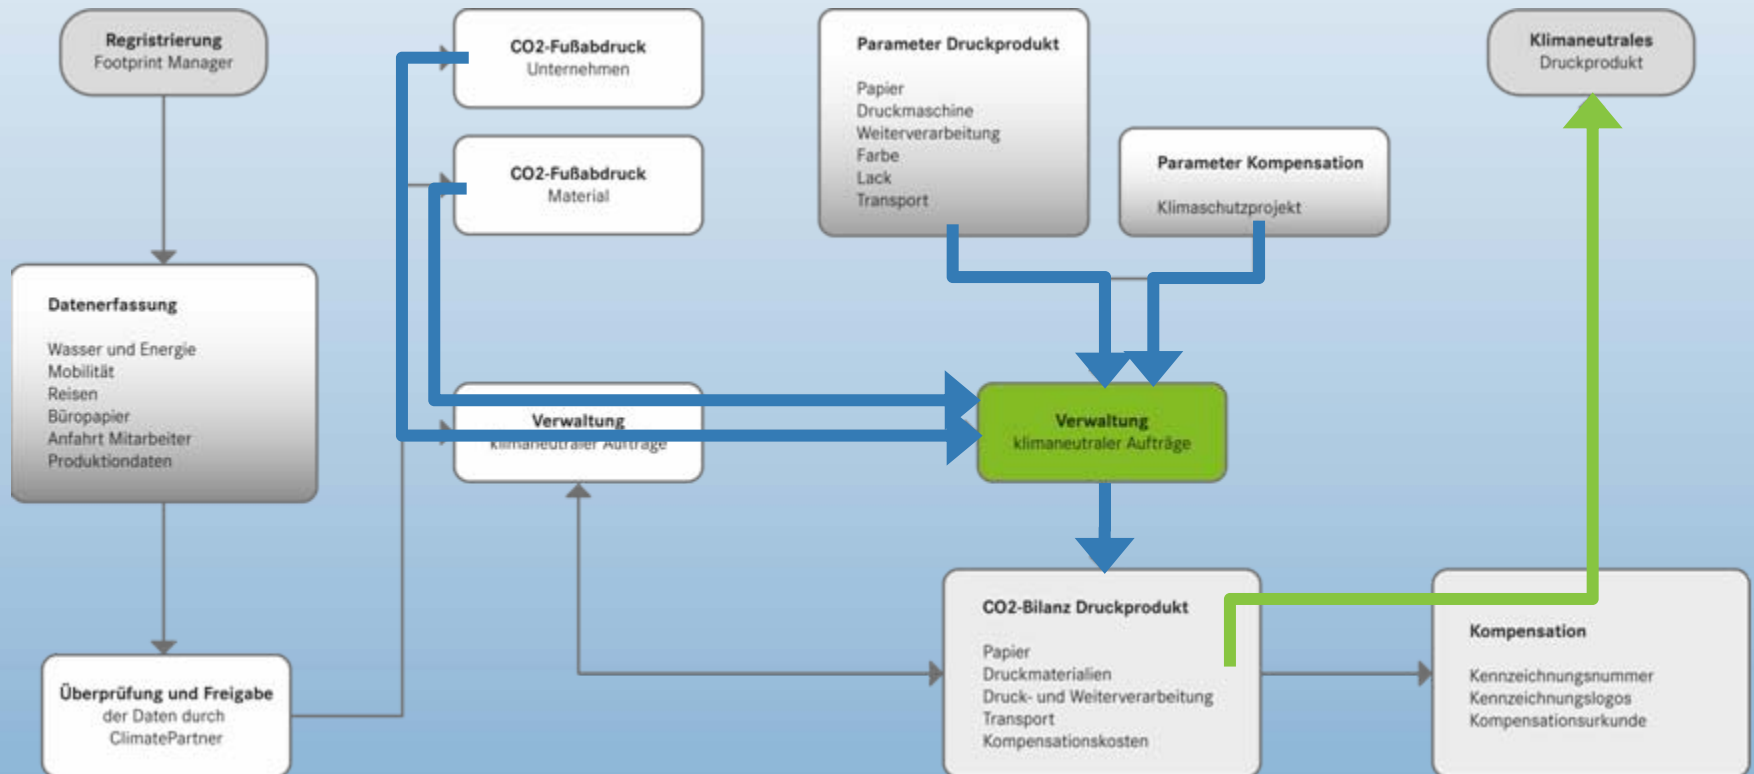 Regristrierung
Footprint Manager
CO2-Fußabdruck
Unternehmen
CO2-Fußabdruck
Material
Parameter Druckprodukt
Papier
Druckmaschine
Weiterverarbeitung
Farbe
Lack
Transport
Parameter Kompensation
Klimaschutzprojekt
Klimaneutrales
Druckprodukt
Datenerfassung
Wasser und Energie
Mobilität
Reisen
Büropapier
Anfahrt Mitarbeiter
Produktiondaten
Verwaltung
klimaneutraler Aufträge
Verwaltung
klimaneutraler Aufträge
Überprüfung und Freigabe
der Daten durch
ClimatePartner
CO2-Bilanz Druckprodukt
Papier
Druckmaterialien
Druck- und Weiterverarbeitung
Transport
Kompensationskosten
Kompensation
Kennzeichnungsnummer
Kennzeichnungslogos
Kompensationsurkunde